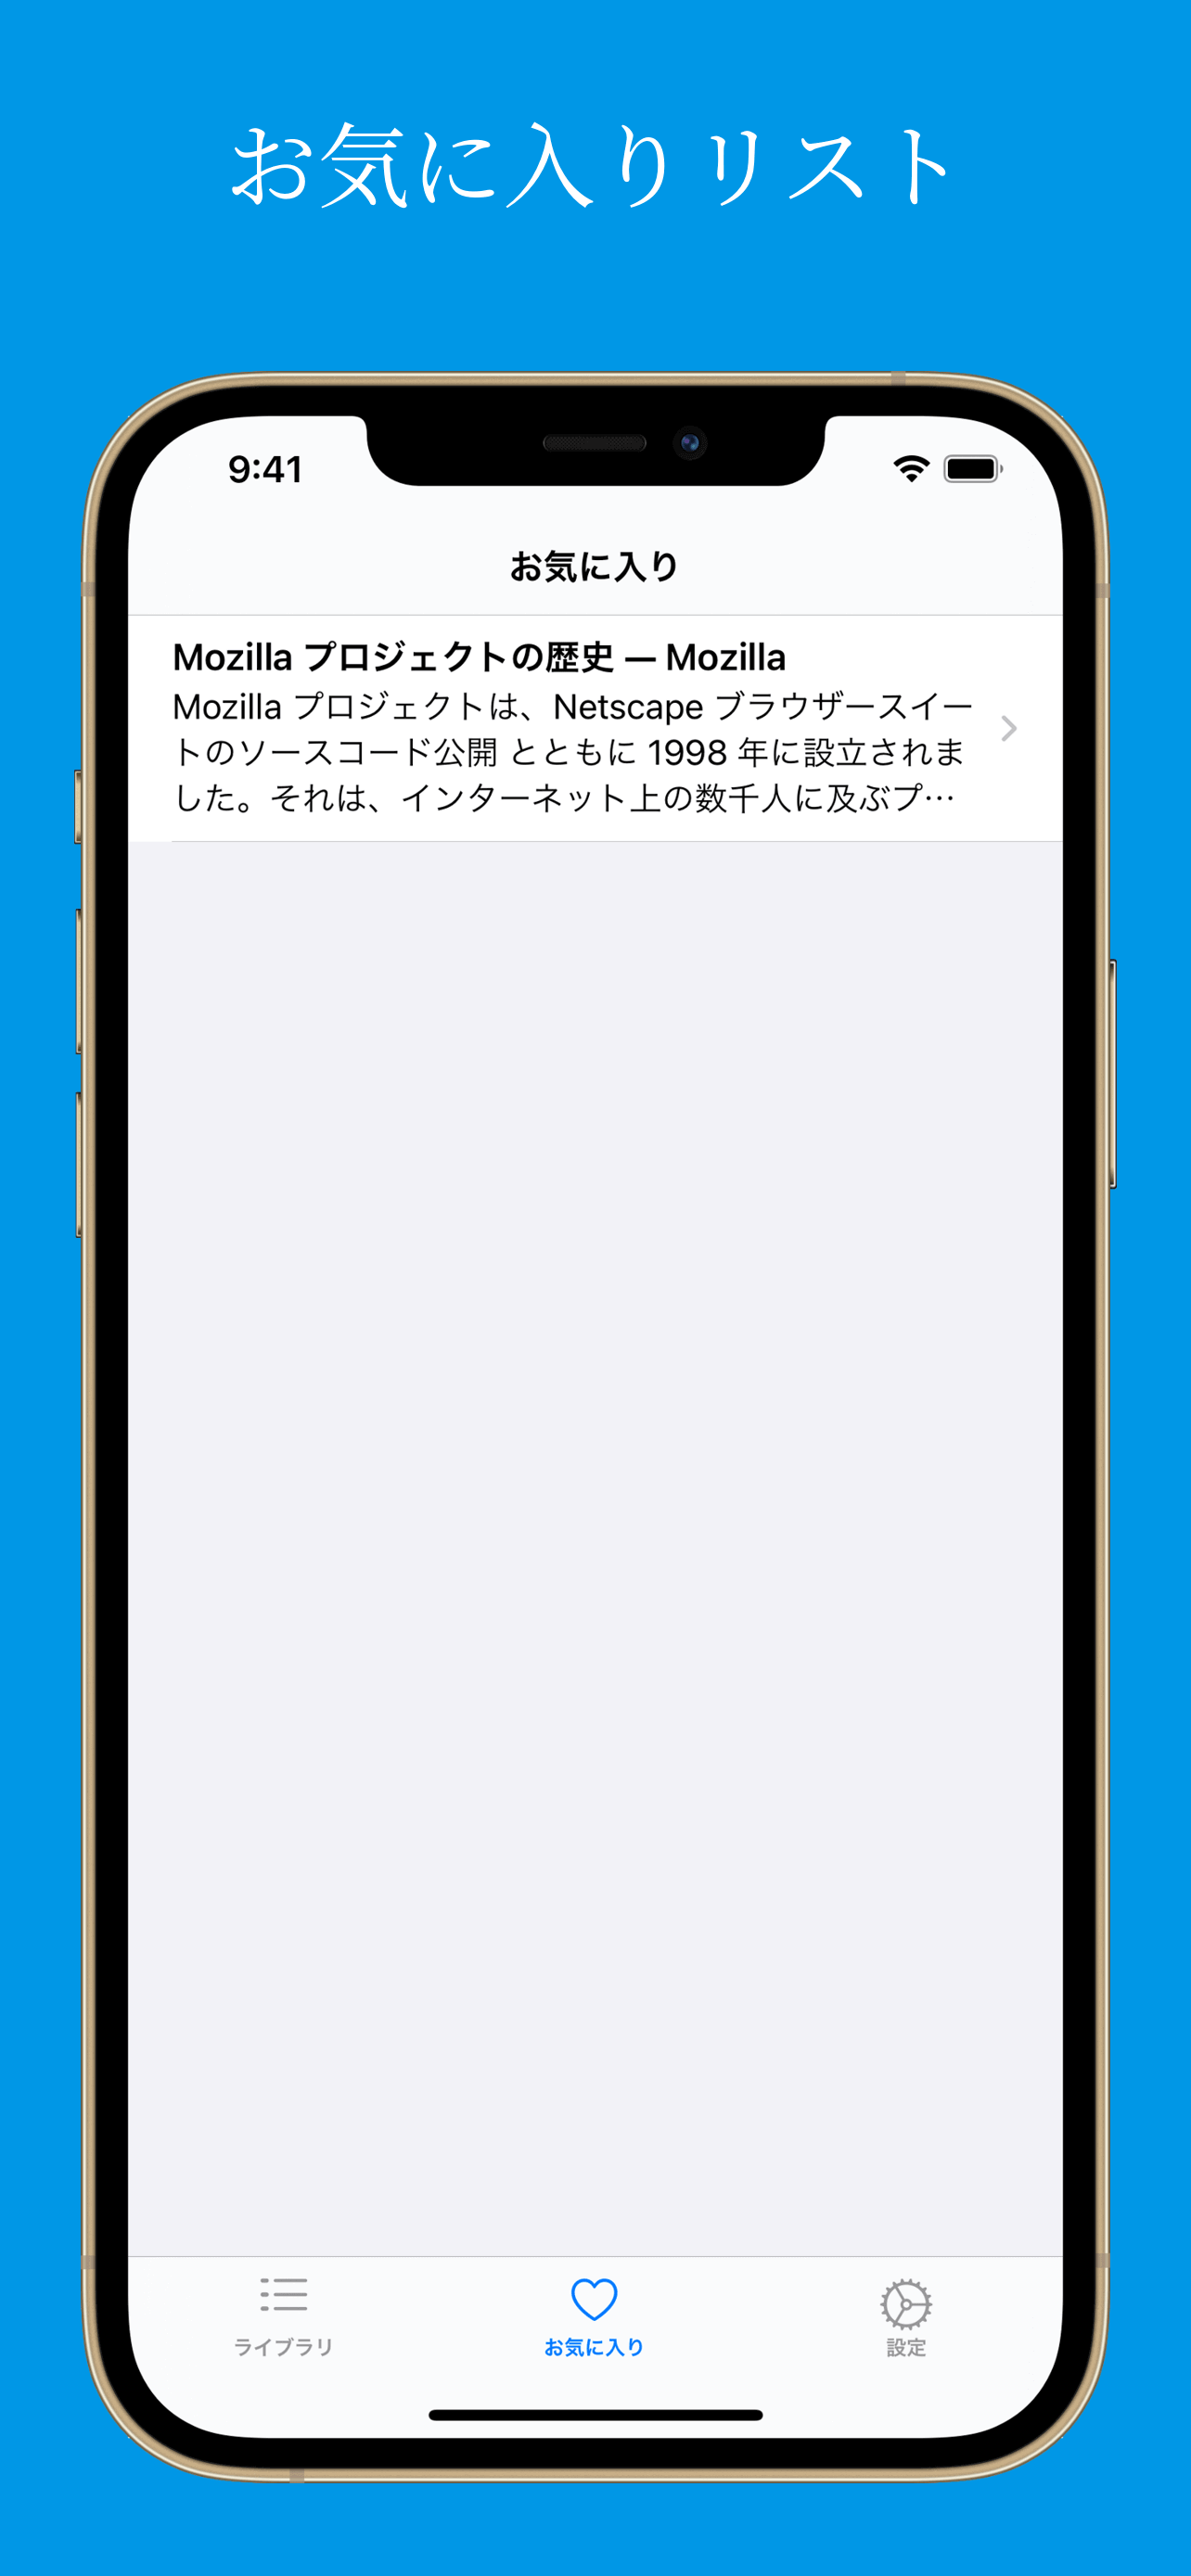 お気に入りリスト
9:41
お気に入り
Mozilla プロジェクトの歴史 — Mozilla
Mozilla プロジェクトは、Netscape ブラウザースイー
トのソースコード公開 とともに 1998 年に設立されま
した。それは、インターネット上の数千人に及ぶプ…
ライブラリ
お気に入り
設定